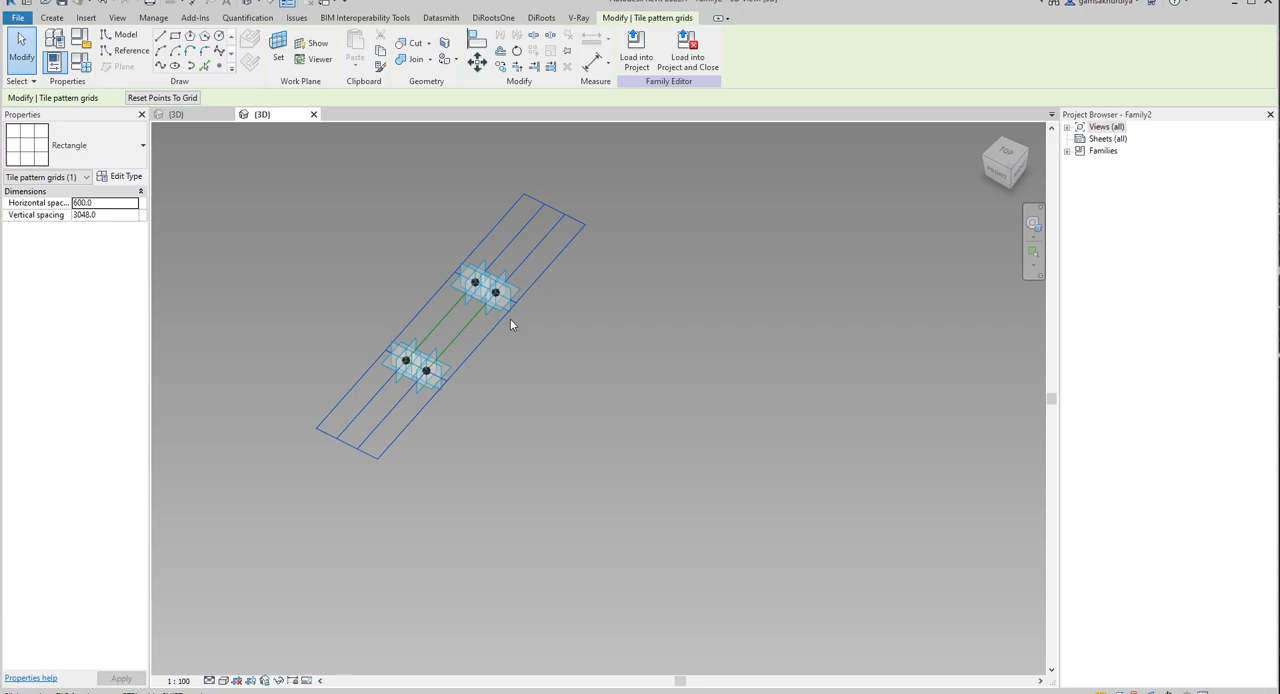 gamsakhurdiya
File Create Insert View Manage Add-Ins Quantification Issues BIM Interoperability Tools Datasmith DiRootsOne DiRoots V-Ray Modify | Tile pattern grids
Modify
Model
Reference
Plane
Set
Show
Viewer
Paste
Cut
Join
Load into
Project
Load into
Project and Close
Select Properties Draw Work Plane Clipboard Geometry Modify Measure Family Editor
Modify | Tile pattern grids Reset Points To Grid
Properties
{3D}
{3D}
Project Browser - Family2
Rectangle
Views (all)
Sheets (all)
Families
Tile pattern grids (1) Edit Type
Dimensions
Horizontal spac... 600.0
Vertical spacing 3048.0
TOP
FRONT
Properties help Apply
1 : 100